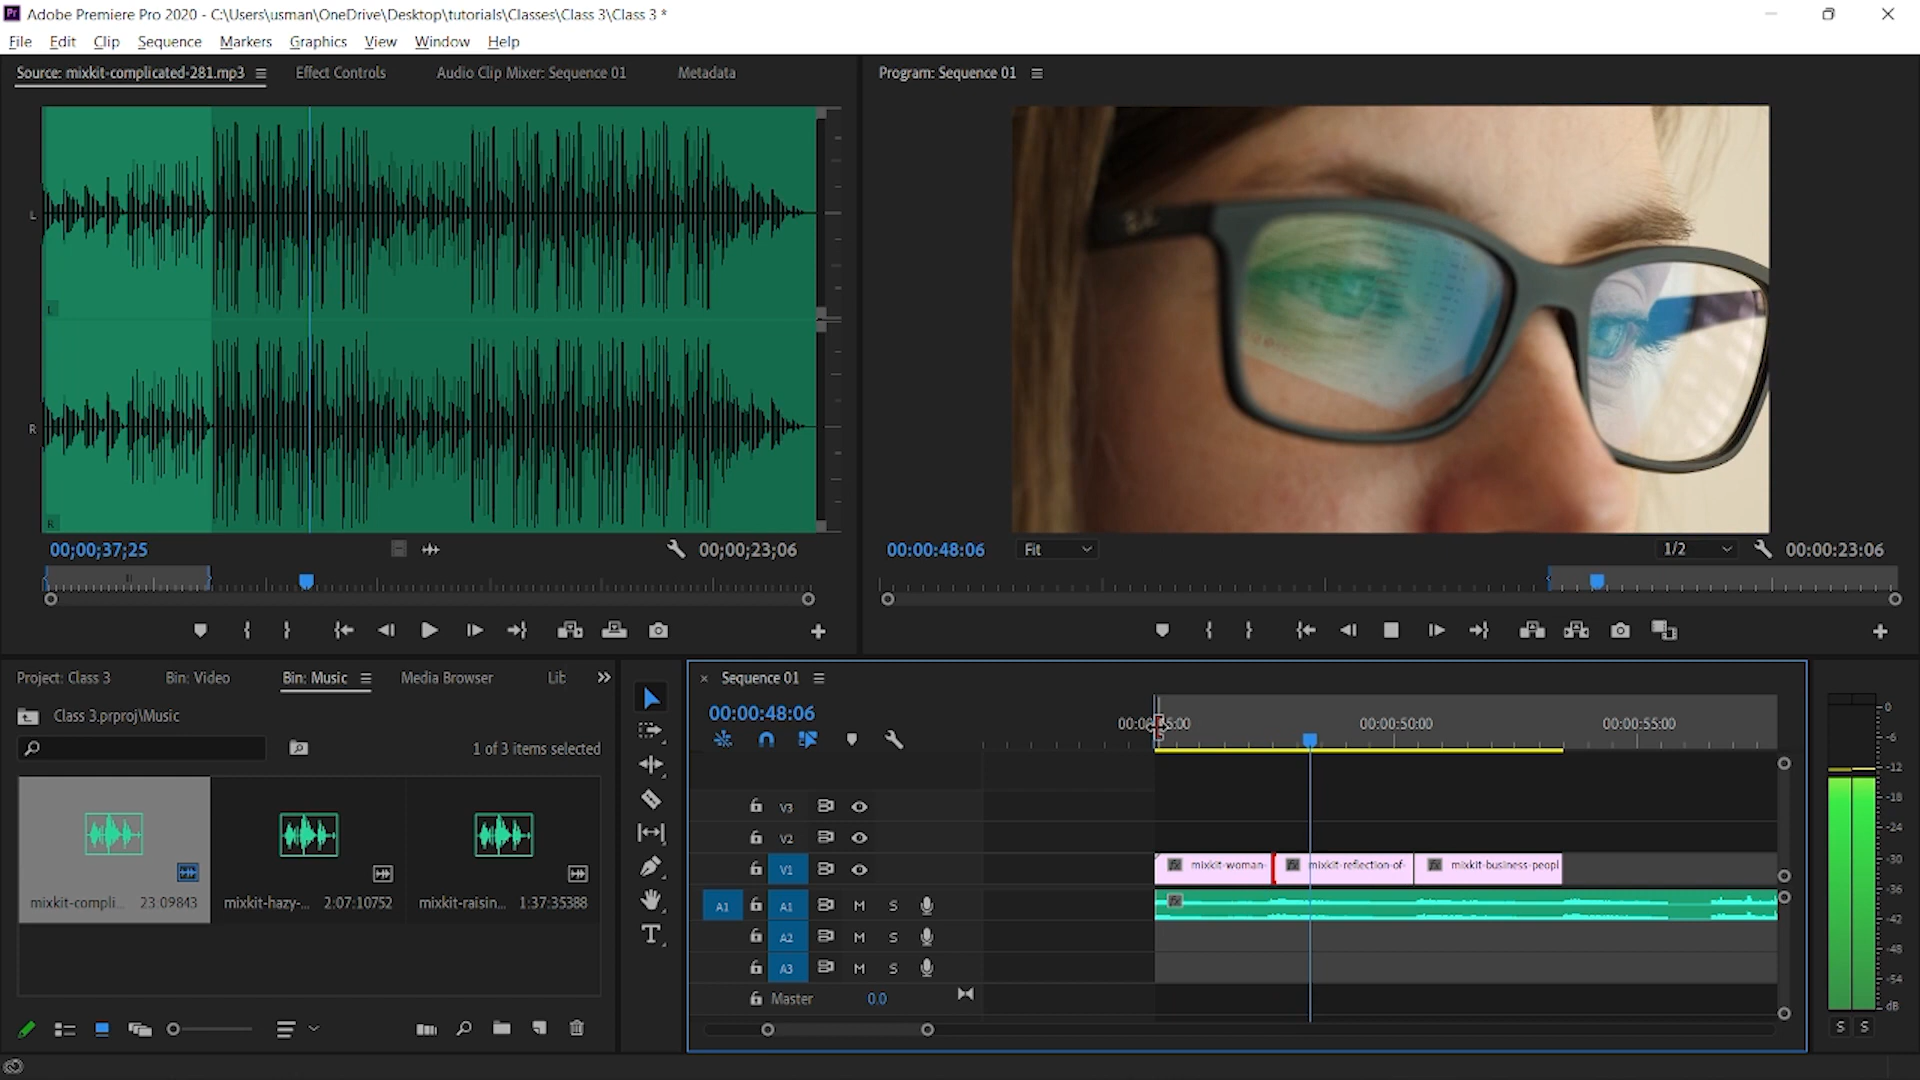 Adobe Premiere Pro 2020 - C:\Users\usman\OneDrive\Desktop\tutorials\Classes\Class 3\Class 3 *
File Edit Clip Sequence Markers Graphics View Window Help
Source: mixkit-complicated-281.mp3 Effect Controls Audio Clip Mixer: Sequence 01 Metadata
Program: Sequence 01
L
L
R
R
00;00;37;25 00;00;23;06
00:00:48:06 Fit 1/2 00:00:23:06
Project: Class 3 Bin: Video Bin: Music Media Browser Lib
Class 3.prproj\Music
1 of 3 items selected
mixkit-compli... 23.09843 mixkit-hazy-... 2:07:10752 mixkit-raisin... 1:37:35388
Sequence 01
00:00:48:06
00:00:50:00 00:00:55:00
V3
V2
V1 mixkit-woman- mixkit-reflection-of- mixkit-business-peopl
A1 A1 M S
A2 M S
A3 M S
Master 0.0
0
-6
-12
-18
-24
-30
-36
-42
-48
-54
dB
S S